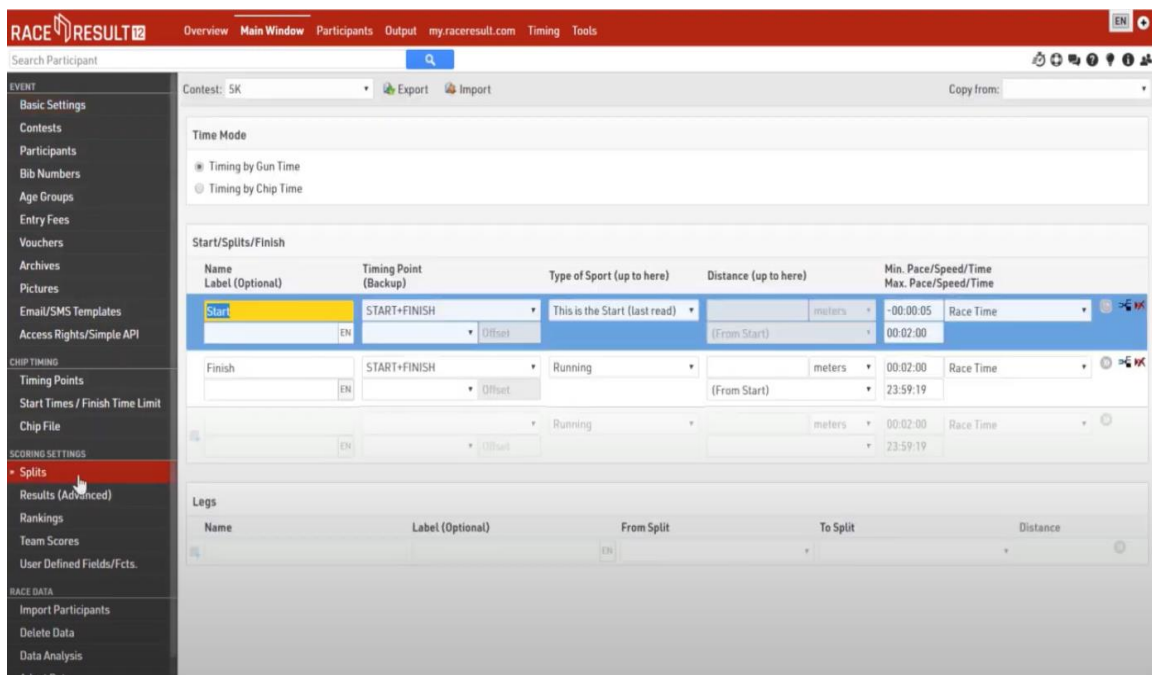 RACE RESULT 12
Overview Main Window Participants Output my.raceresult.com Timing Tools
EN
Search Participant
EVENT
Basic Settings
Contests
Participants
Bib Numbers
Age Groups
Entry Fees
Vouchers
Archives
Pictures
Email/SMS Templates
Access Rights/Simple API
CHIP TIMING
Timing Points
Start Times / Finish Time Limit
Chip File
SCORING SETTINGS
Splits
Results (Advanced)
Rankings
Team Scores
User Defined Fields/Fcts.
RACE DATA
Import Participants
Delete Data
Data Analysis
Contest: 5K Export Import Copy from:
Time Mode
Timing by Gun Time
Timing by Chip Time
Start/Splits/Finish
Name Timing Point Type of Sport (up to here) Distance (up to here) Min. Pace/Speed/Time
Label (Optional) (Backup) Max. Pace/Speed/Time
Start START+FINISH This is the Start (last read) meters -00:00:05 Race Time
EN Offset (From Start) 00:02:00
Finish START+FINISH Running meters 00:02:00 Race Time
EN Offset (From Start) 23:59:19
Running meters 00:02:00 Race Time
EN Offset 23:59:19
Legs
Name Label (Optional) From Split To Split Distance
EN